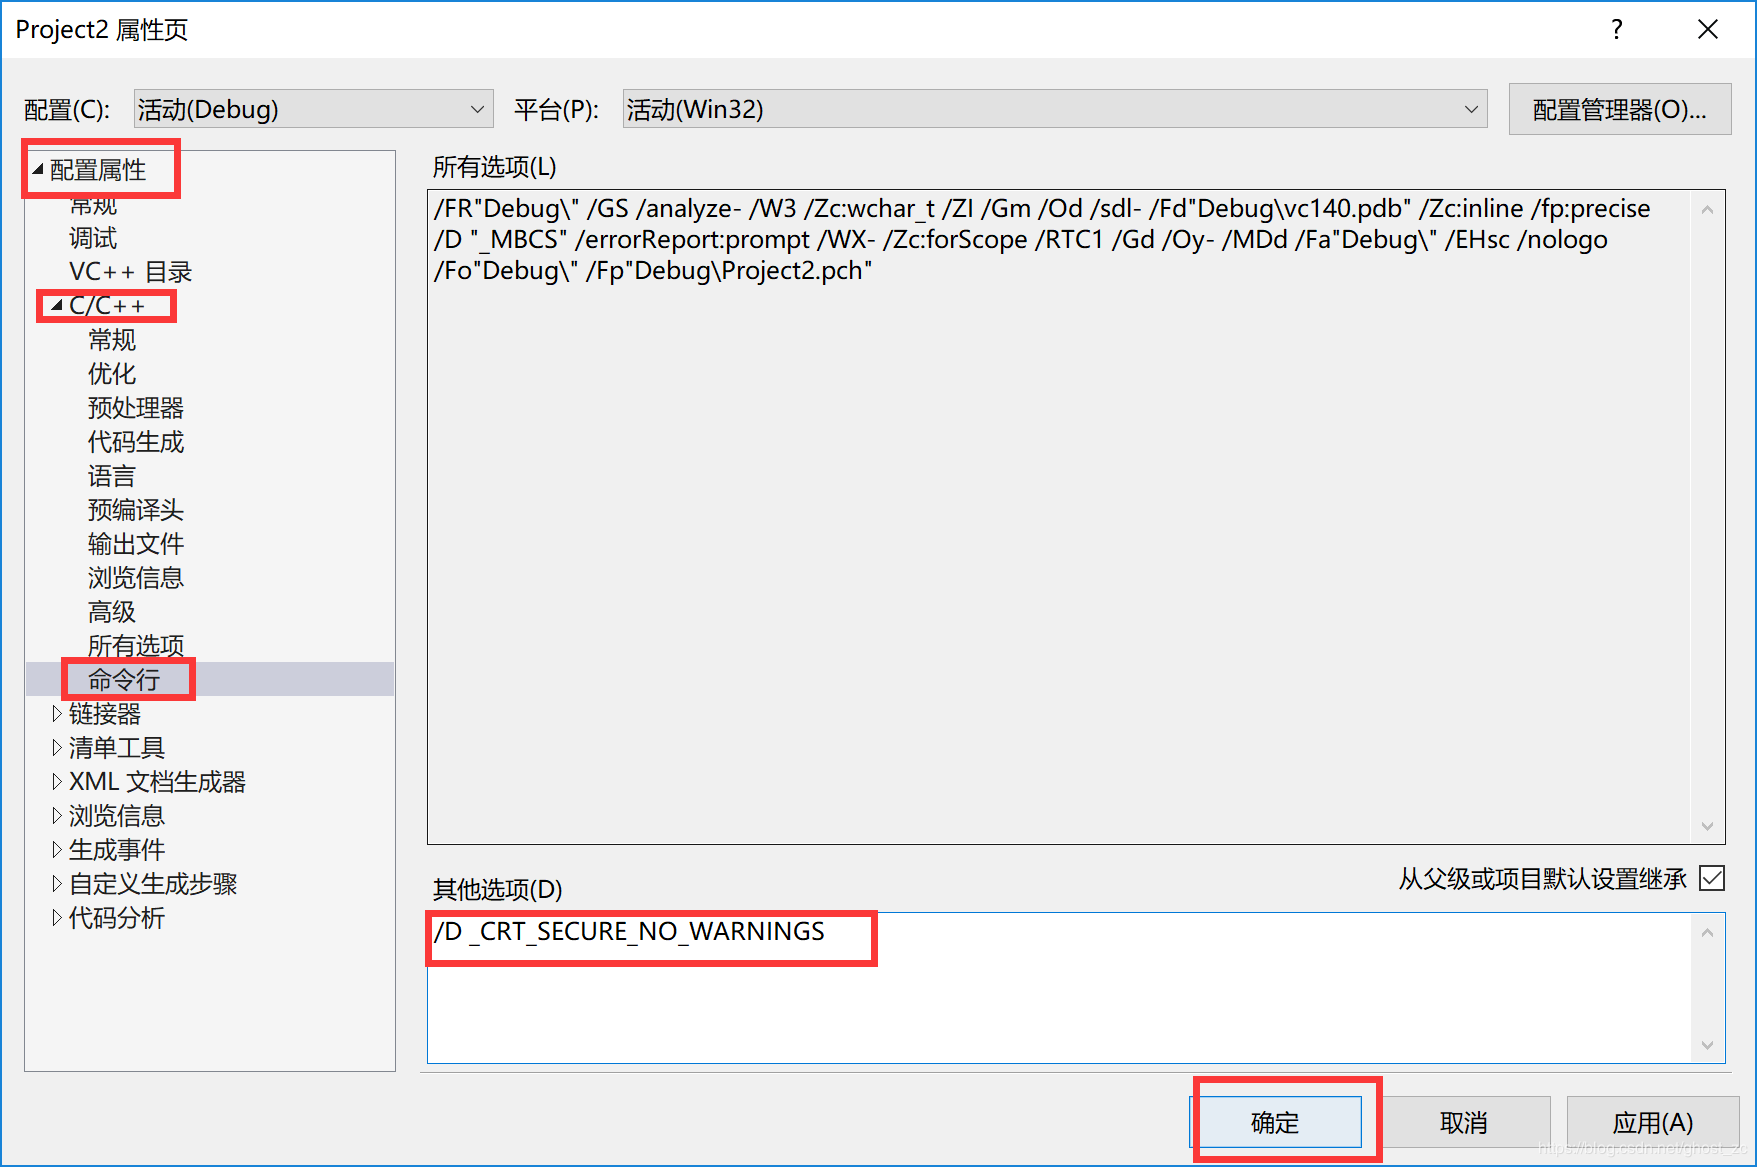 Project2 属性页
配置(C):
活动(Debug)
平台(P):
活动(Win32)
配置管理器(O)...
配置属性
常规
调试
VC++ 目录
C/C++
常规
优化
预处理器
代码生成
语言
预编译头
输出文件
浏览信息
高级
所有选项
命令行
链接器
清单工具
XML 文档生成器
浏览信息
生成事件
自定义生成步骤
代码分析
所有选项(L)
/FR"Debug\" /GS /analyze- /W3 /Zc:wchar_t /ZI /Gm /Od /sdl- /Fd"Debug\vc140.pdb" /Zc:inline /fp:precise
/D "_MBCS" /errorReport:prompt /WX- /Zc:forScope /RTC1 /Gd /Oy- /MDd /Fa"Debug\" /EHsc /nologo
/Fo"Debug\" /Fp"Debug\Project2.pch"
其他选项(D)
从父级或项目默认设置继承
/D _CRT_SECURE_NO_WARNINGS
确定
取消
应用(A)
https://blog.csdn.net/ghost_zc